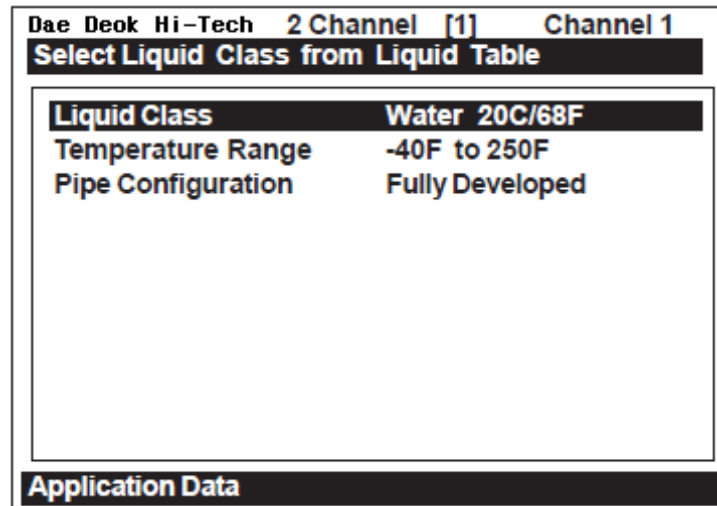 Dae Deok Hi-Tech 2 Channel [1] Channel 1
Select Liquid Class from Liquid Table
Liquid Class Water 20C/68F
Temperature Range -40F to 250F
Pipe Configuration Fully Developed
Application Data